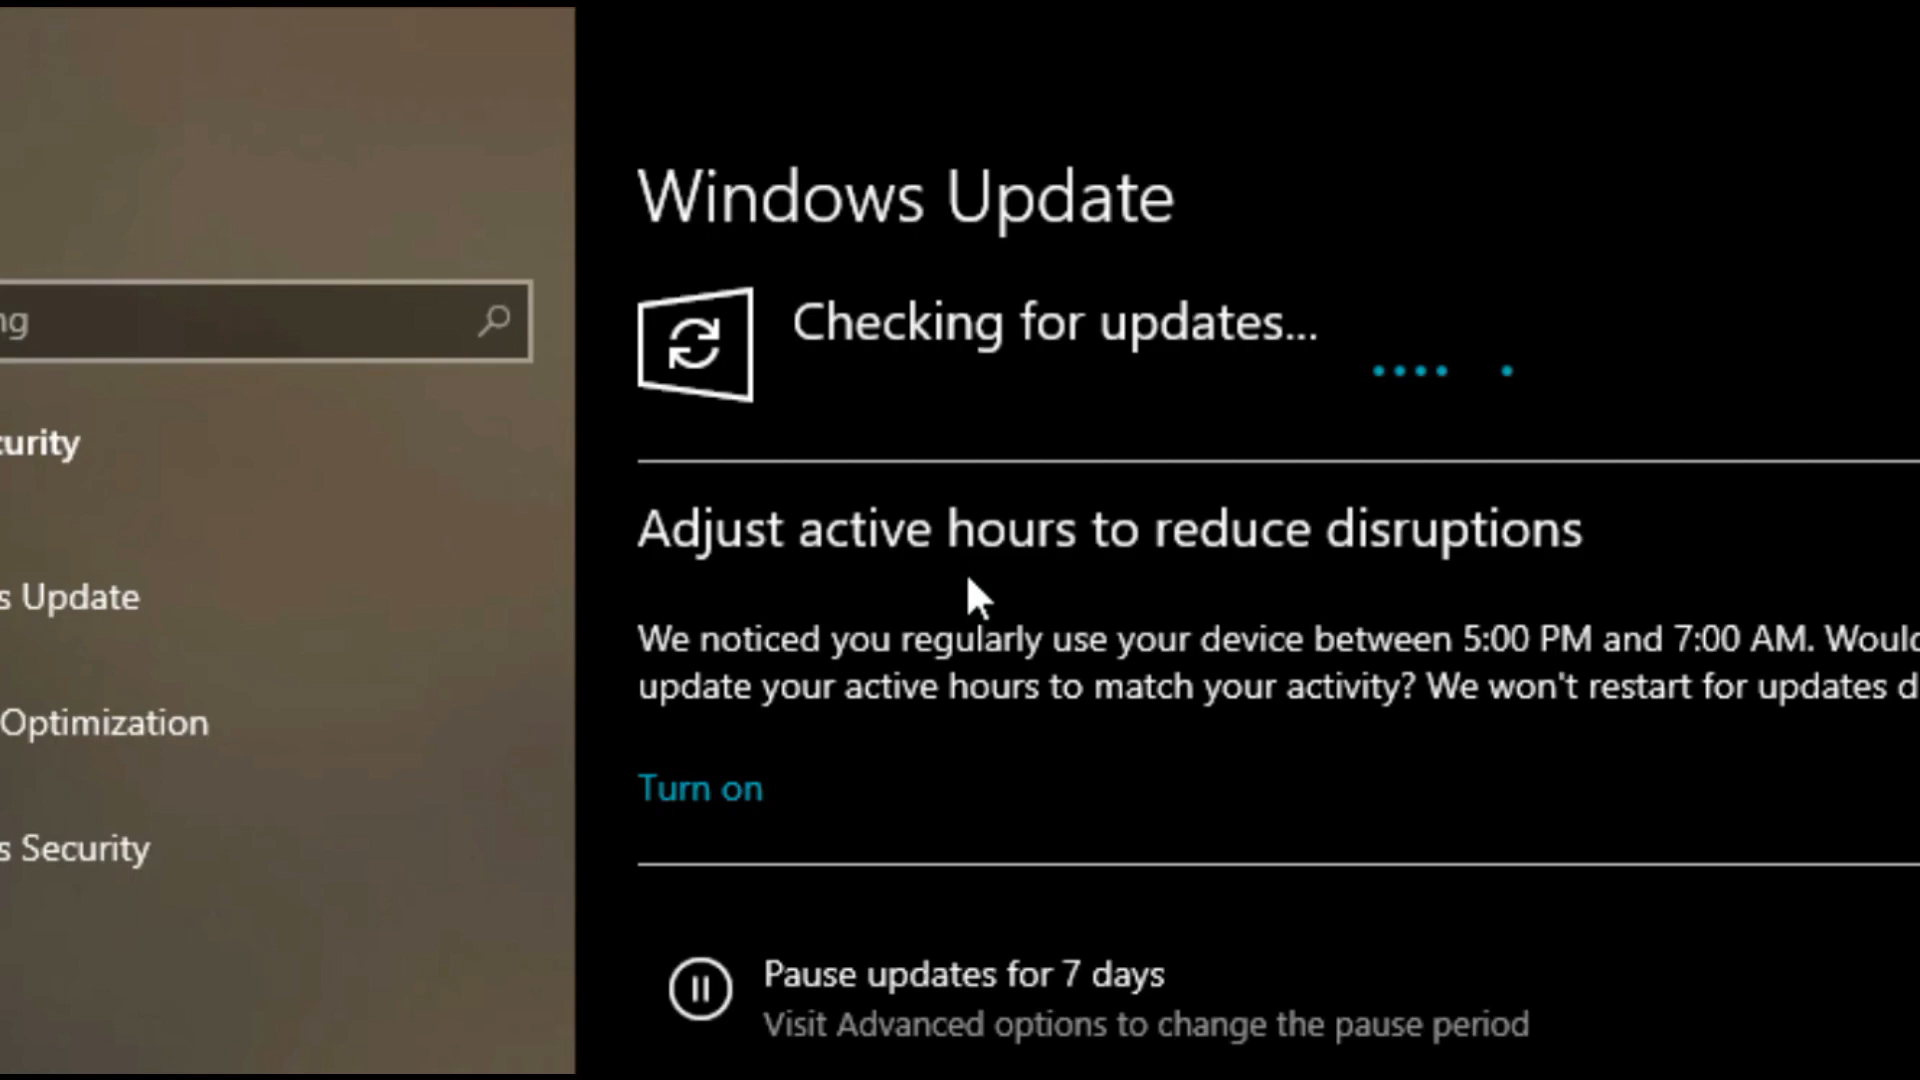 Windows Update
Checking for updates...
Adjust active hours to reduce disruptions
We noticed you regularly use your device between 5:00 PM and 7:00 AM.
update your active hours to match your activity? We won't restart for updates
Turn on
Pause updates for 7 days
Visit Advanced options to change the pause period
Update
Optimization
Security